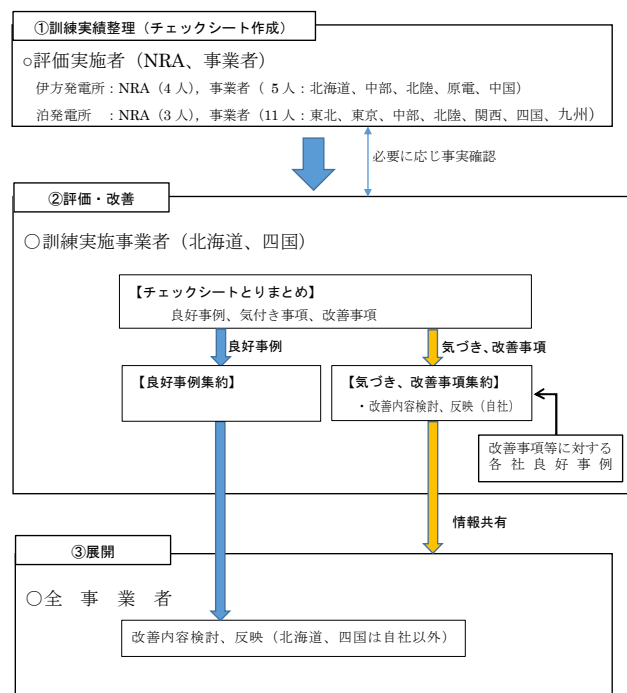 ①訓練実績整理（チェックシート作成）
○評価実施者（NRA、事業者）
伊方発電所：NRA（4人），事業者（ 5人：北海道、中部、北陸、原電、中国）
泊発電所　：NRA（3人），事業者（11人：東北、東京、中部、北陸、関西、四国、九州）
必要に応じ事実確認
②評価・改善
〇訓練実施事業者（北海道、四国）
【チェックシートとりまとめ】
良好事例、気付き事項、改善事項
良好事例
気づき、改善事項
【良好事例集約】
【気づき、改善事項集約】
・改善内容検討、反映（自社）
改善事項等に対する
各社良好事例
情報共有
③展開
〇全　事　業　者
改善内容検討、反映（北海道、四国は自社以外）